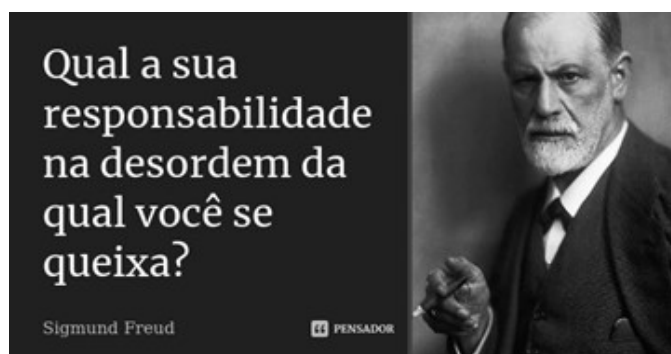 Qual a sua
responsabilidade
na desordem da
qual você se
queixa?
Sigmund Freud
PENSADOR